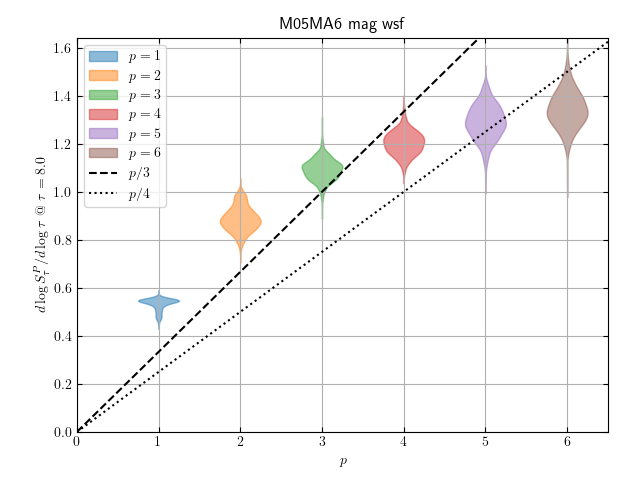 M05MA6 mag wsf
d log S_τ^P / d log τ @ τ = 8.0
1.6
1.4
1.2
1.0
0.8
0.6
0.4
0.2
0.0
p = 1
p = 2
p = 3
p = 4
p = 5
p = 6
p/3
p/4
0 1 2 3 4 5 6
p